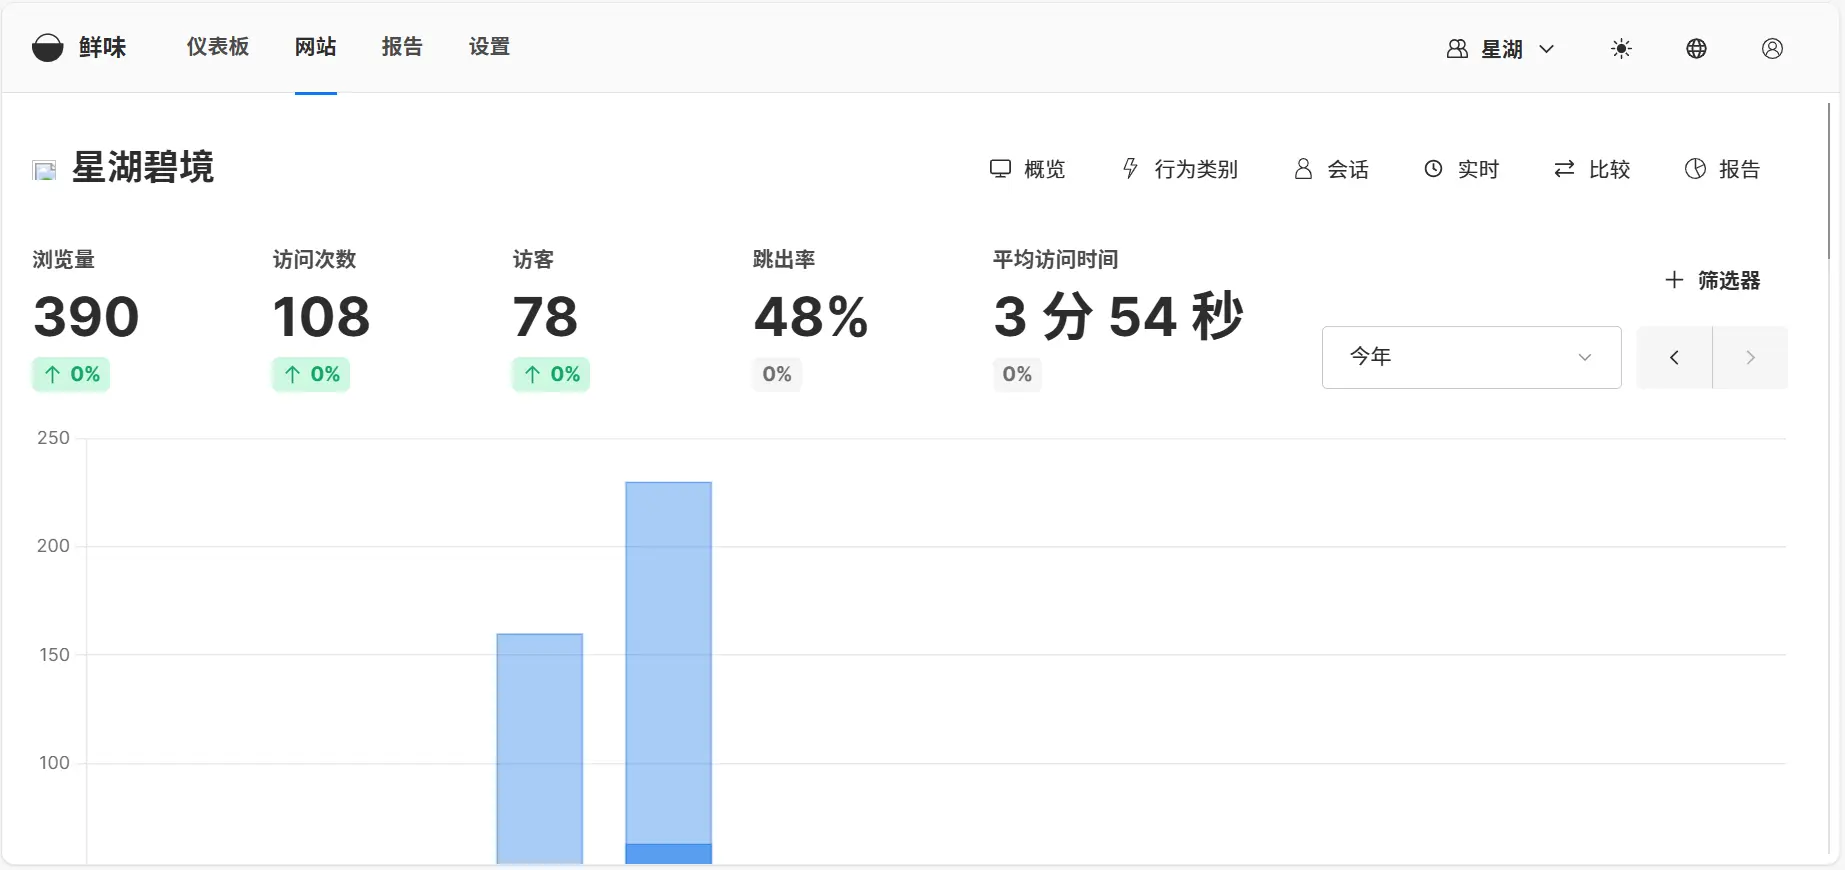 鲜味 仪表板 网站 报告 设置 星湖
星湖碧境 概览 行为类别 会话 实时 比较 报告
浏览量 访问次数 访客 跳出率 平均访问时间
筛选器
390 108 78 48% 3 分 54 秒
今年
0% 0% 0% 0% 0%
250
200
150
100